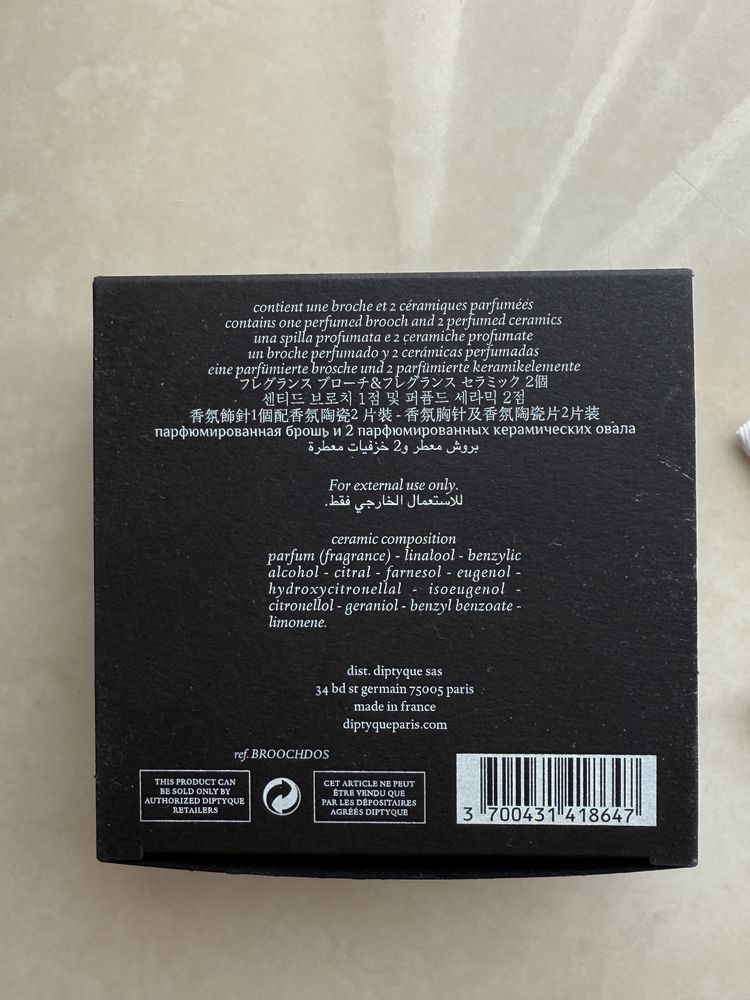 contient une broche et 2 céramiques parfumées
contains one perfumed brooch and 2 perfumed ceramics
una spilla profumata e 2 ceramiche profumate
un broche perfumado y 2 cerámicas perfumadas
eine parfümierte brosche und 2 parfümierte keramikelemente
フレグランス ブローチ&フレグランス セラミック 2個
센티드 브로치 1점 및 퍼퓸드 세라믹 2점
香氛飾針1個配香氛陶瓷2 片裝 - 香氛胸针及香氛陶瓷片2片装
парфюмированная брошь и 2 парфюмированных керамических овала
بروش معطر و2 خزفيات معطرة
For external use only.
للاستعمال الخارجي فقط.
ceramic composition
parfum (fragrance) - linalool - benzylic
alcohol - citral - farnesol - eugenol -
hydroxycitronellal - isoeugenol -
citronellol - geraniol - benzyl benzoate -
limonene.
dist. diptyque sas
34 bd st germain 75005 paris
made in france
diptyqueparis.com
ref. BROOCHDOS
THIS PRODUCT CAN
BE SOLD ONLY BY
AUTHORIZED DIPTYQUE
RETAILERS
CET ARTICLE NE PEUT
ÊTRE VENDU QUE
PAR LES DÉPOSITAIRES
AGRÉÉS DIPTYQUE
3 700431 418647